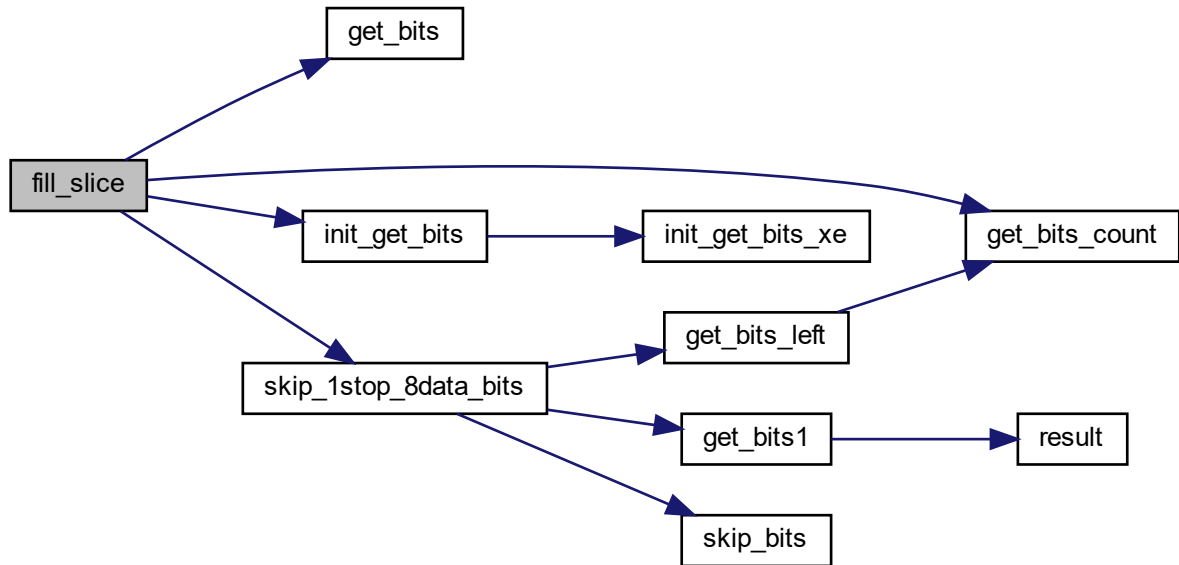 get_bits
fill_slice
get_bits_count
init_get_bits
init_get_bits_xe
get_bits_left
skip_1stop_8data_bits
get_bits1
result
skip_bits